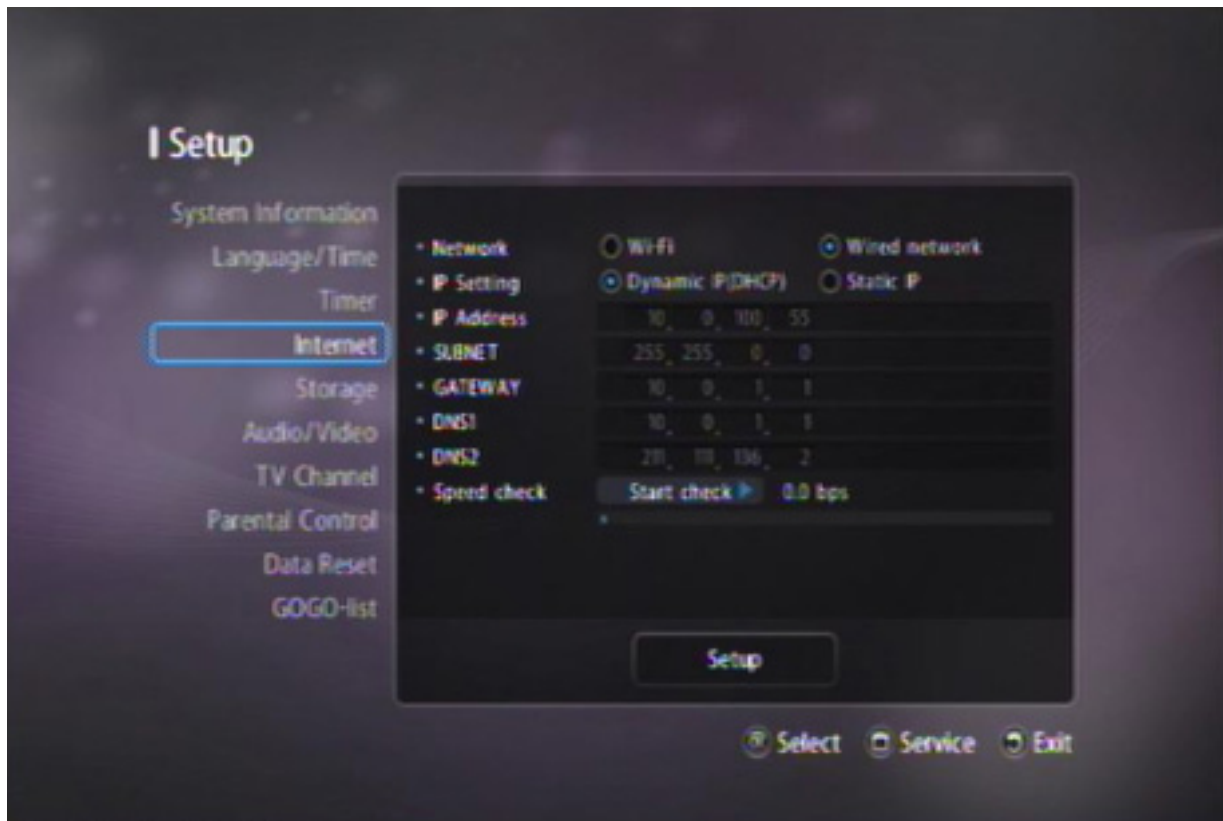 Setup
System Information
Language/Time
Timer
Internet
Storage
Audio/Video
TV Channel
Parental Control
Data Reset
GOGO-list
Network Wi-Fi Wired network
IP Setting Dynamic IP(DHCP) Static IP
IP Address 10. 0. 100. 55
SUBNET 255. 255. 0. 0
GATEWAY 10. 0. 1. 1
DNS1 10. 0. 1. 1
DNS2 2
Speed check Start check 0.0 bps
Setup
Select Service Exit